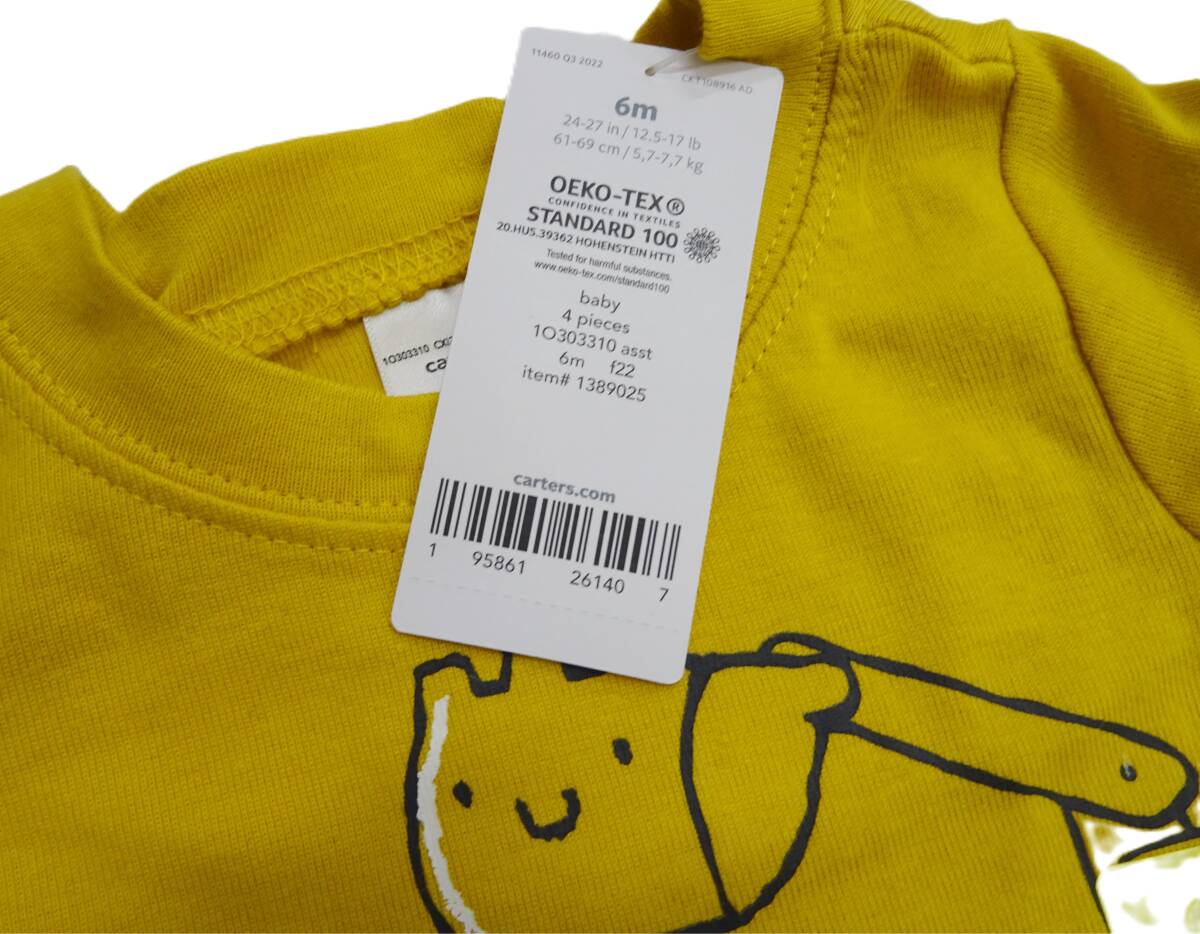 11460 Q3 2022
CKT108916 AD
6m
24-27 in / 12.5-17 lb
61-69 cm / 5,7-7,7 kg
OEKO-TEX®
CONFIDENCE IN TEXTILES
STANDARD 100
20.HUS.39362 HOHENSTEIN HTTI
Tested for harmful substances.
www.oeko-tex.com/standard100
baby
4 pieces
1O303310 asst
6m f22
item# 1389025
carters.com
1 95861 26140 7
1O303310
ca